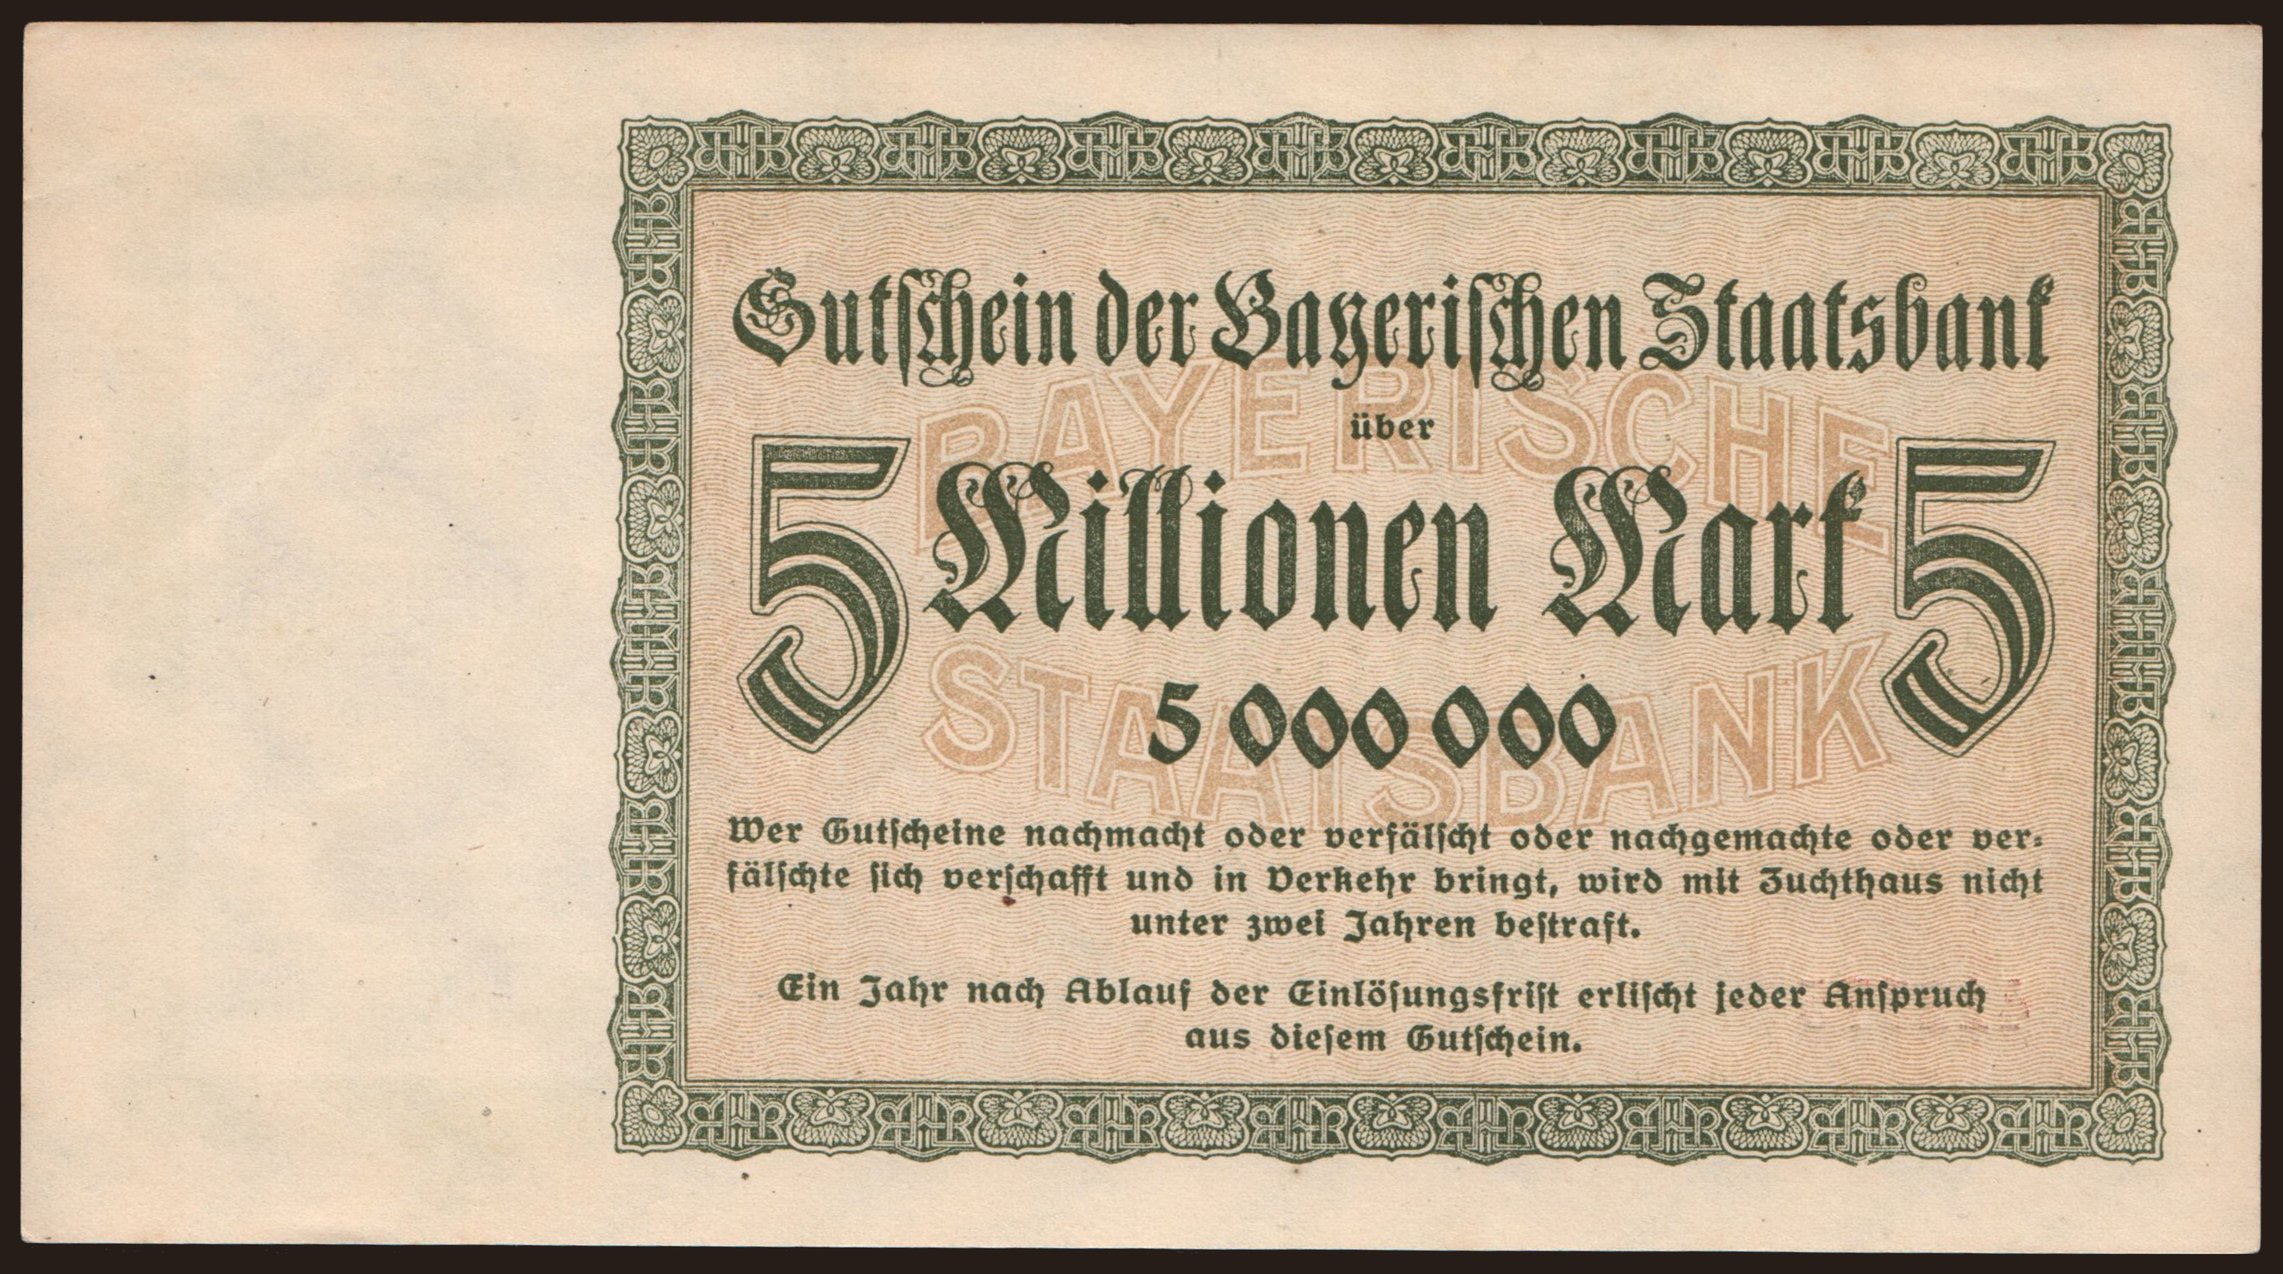 Gutschein der Bayerischen Staatsbank
über
5 Millionen Mark 5
5 000 000
BAYERISCHE
STAATSBANK
Wer Gutscheine nachmacht oder verfälscht oder nachgemachte oder ver-
fälschte sich verschafft und in Verkehr bringt, wird mit Zuchthaus nicht
unter zwei Jahren bestraft.
Ein Jahr nach Ablauf der Einlösungsfrist erlischt jeder Anspruch
aus diesem Gutschein.